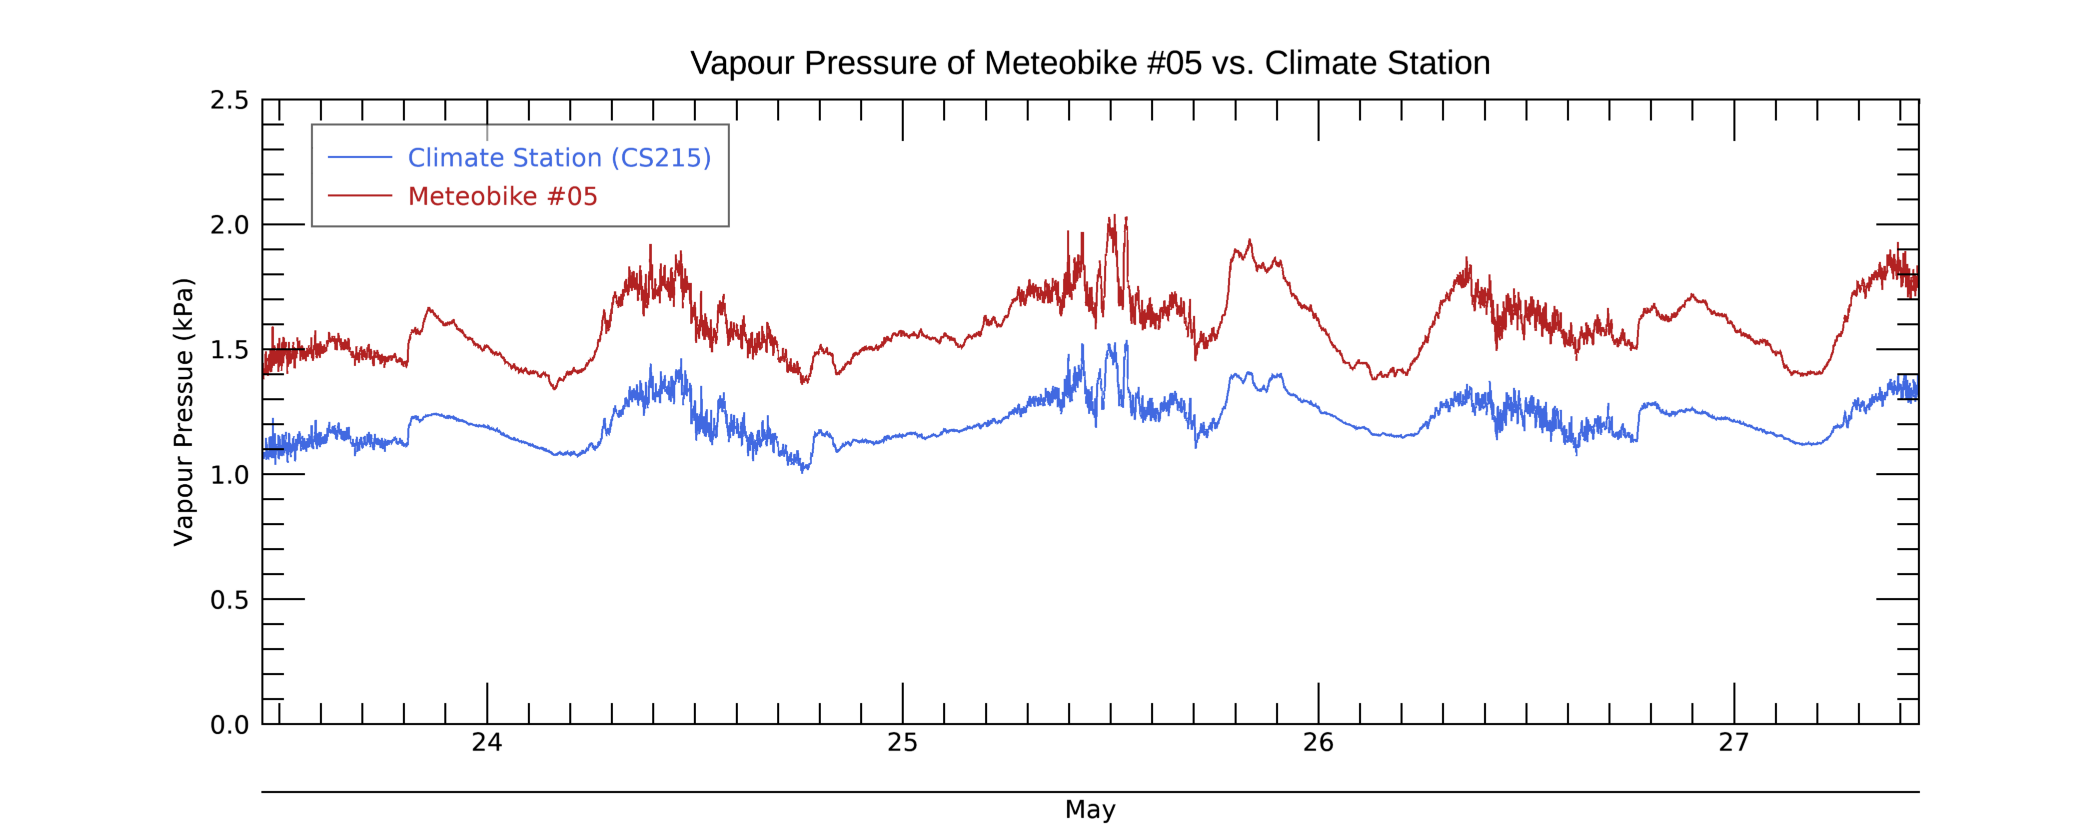 Vapour Pressure of Meteobike #05 vs. Climate Station
2.5
2.0
1.5
1.0
0.5
0.0
Vapour Pressue (kPa)
Climate Station (CS215)
Meteobike #05
24 25 26 27
May